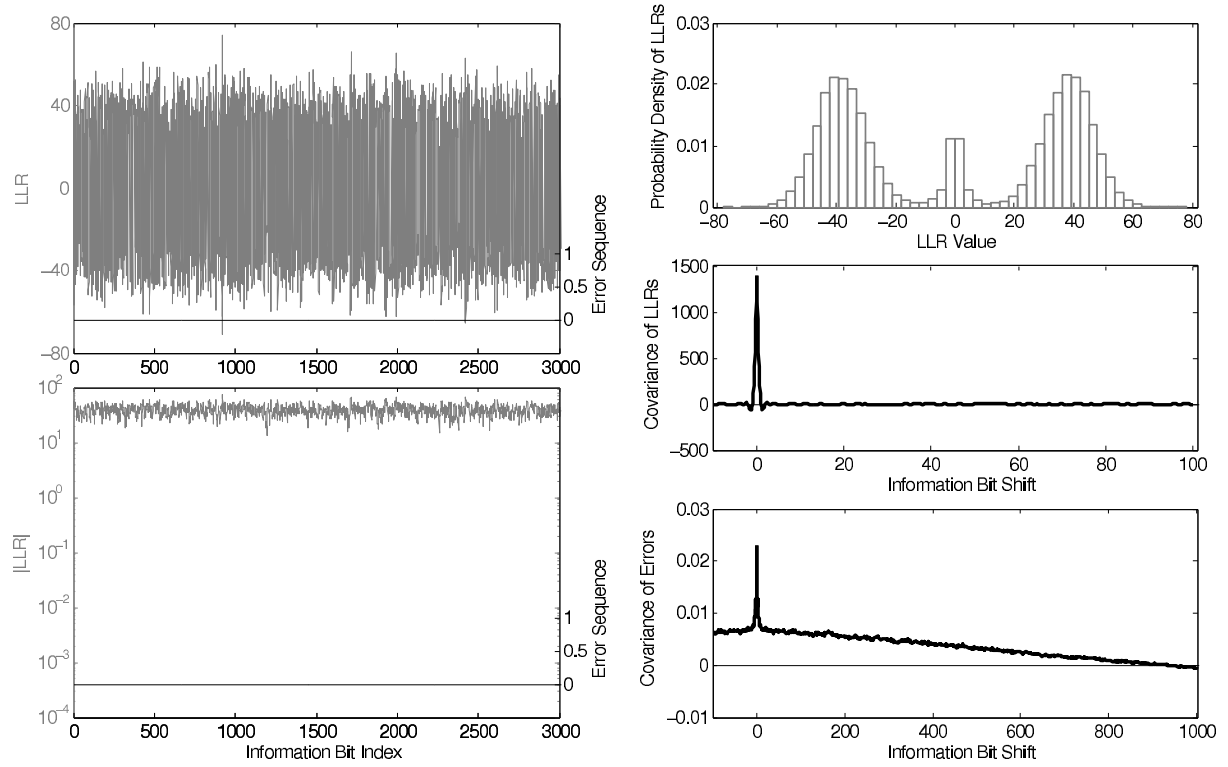 80
40
0
−40
−80
LLR
1
0.5
0
Error Sequence
0 500 1000 1500 2000 2500 3000
10^2
10^1
10^0
10^−1
10^−2
10^−3
10^−4
|LLR|
1
0.5
0
Error Sequence
0 500 1000 1500 2000 2500 3000
Information Bit Index
0.03
0.02
0.01
0
Probability Density of LLRs
−80 −60 −40 −20 0 20 40 60 80
LLR Value
1500
1000
500
0
−500
Covariance of LLRs
0 20 40 60 80 100
Information Bit Shift
0.03
0.02
0.01
0
−0.01
Covariance of Errors
0 200 400 600 800 1000
Information Bit Shift